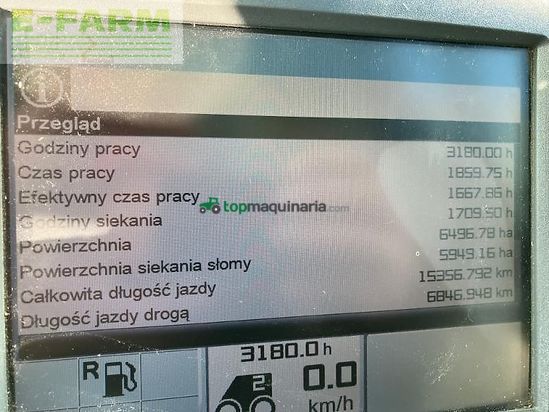 E-FARM
Przegląd
Godziny pracy 3180.00 h
Czas pracy 1859.75 h
Efektywny czas pracy 1667.86 h
Godziny siekania 1709.50 h
Powierzchnia 6496.78 ha
Powierzchnia siekania słomy 5949.16 ha
Całkowita długość jazdy 15356.792 km
Długość jazdy drogą 6846.948 km
topmaquinaria.com
3180.0 h
R 2 0.0
km/h